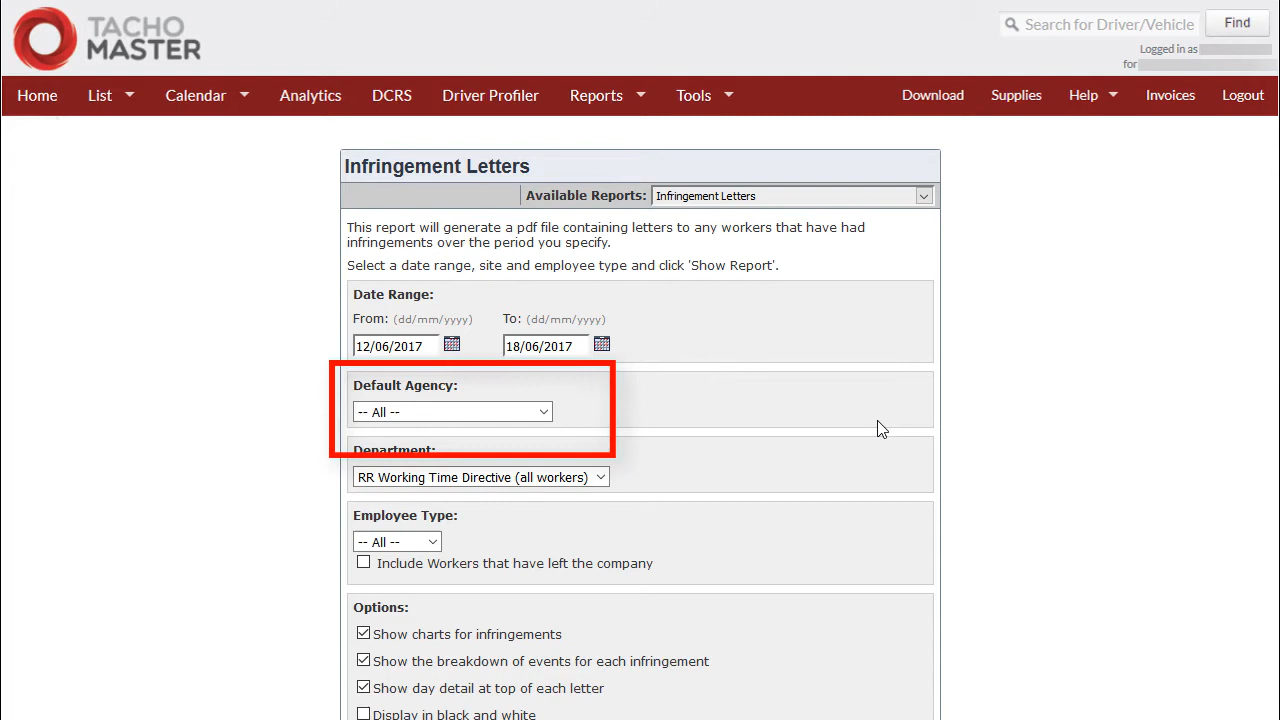 TACHO
MASTER
Search for Driver/Vehicle
Find
Logged in as
for
Home
List
Calendar
Analytics
DCRS
Driver Profiler
Reports
Tools
Download
Supplies
Help
Invoices
Logout
Infringement Letters
Available Reports: Infringement Letters
This report will generate a pdf file containing letters to any workers that have had
infringements over the period you specify.
Select a date range, site and employee type and click 'Show Report'.
Date Range:
From: (dd/mm/yyyy) To: (dd/mm/yyyy)
12/06/2017 18/06/2017
Default Agency:
-- All --
Department:
RR Working Time Directive (all workers)
Employee Type:
-- All --
Include Workers that have left the company
Options:
Show charts for infringements
Show the breakdown of events for each infringement
Show day detail at top of each letter
Display in black and white